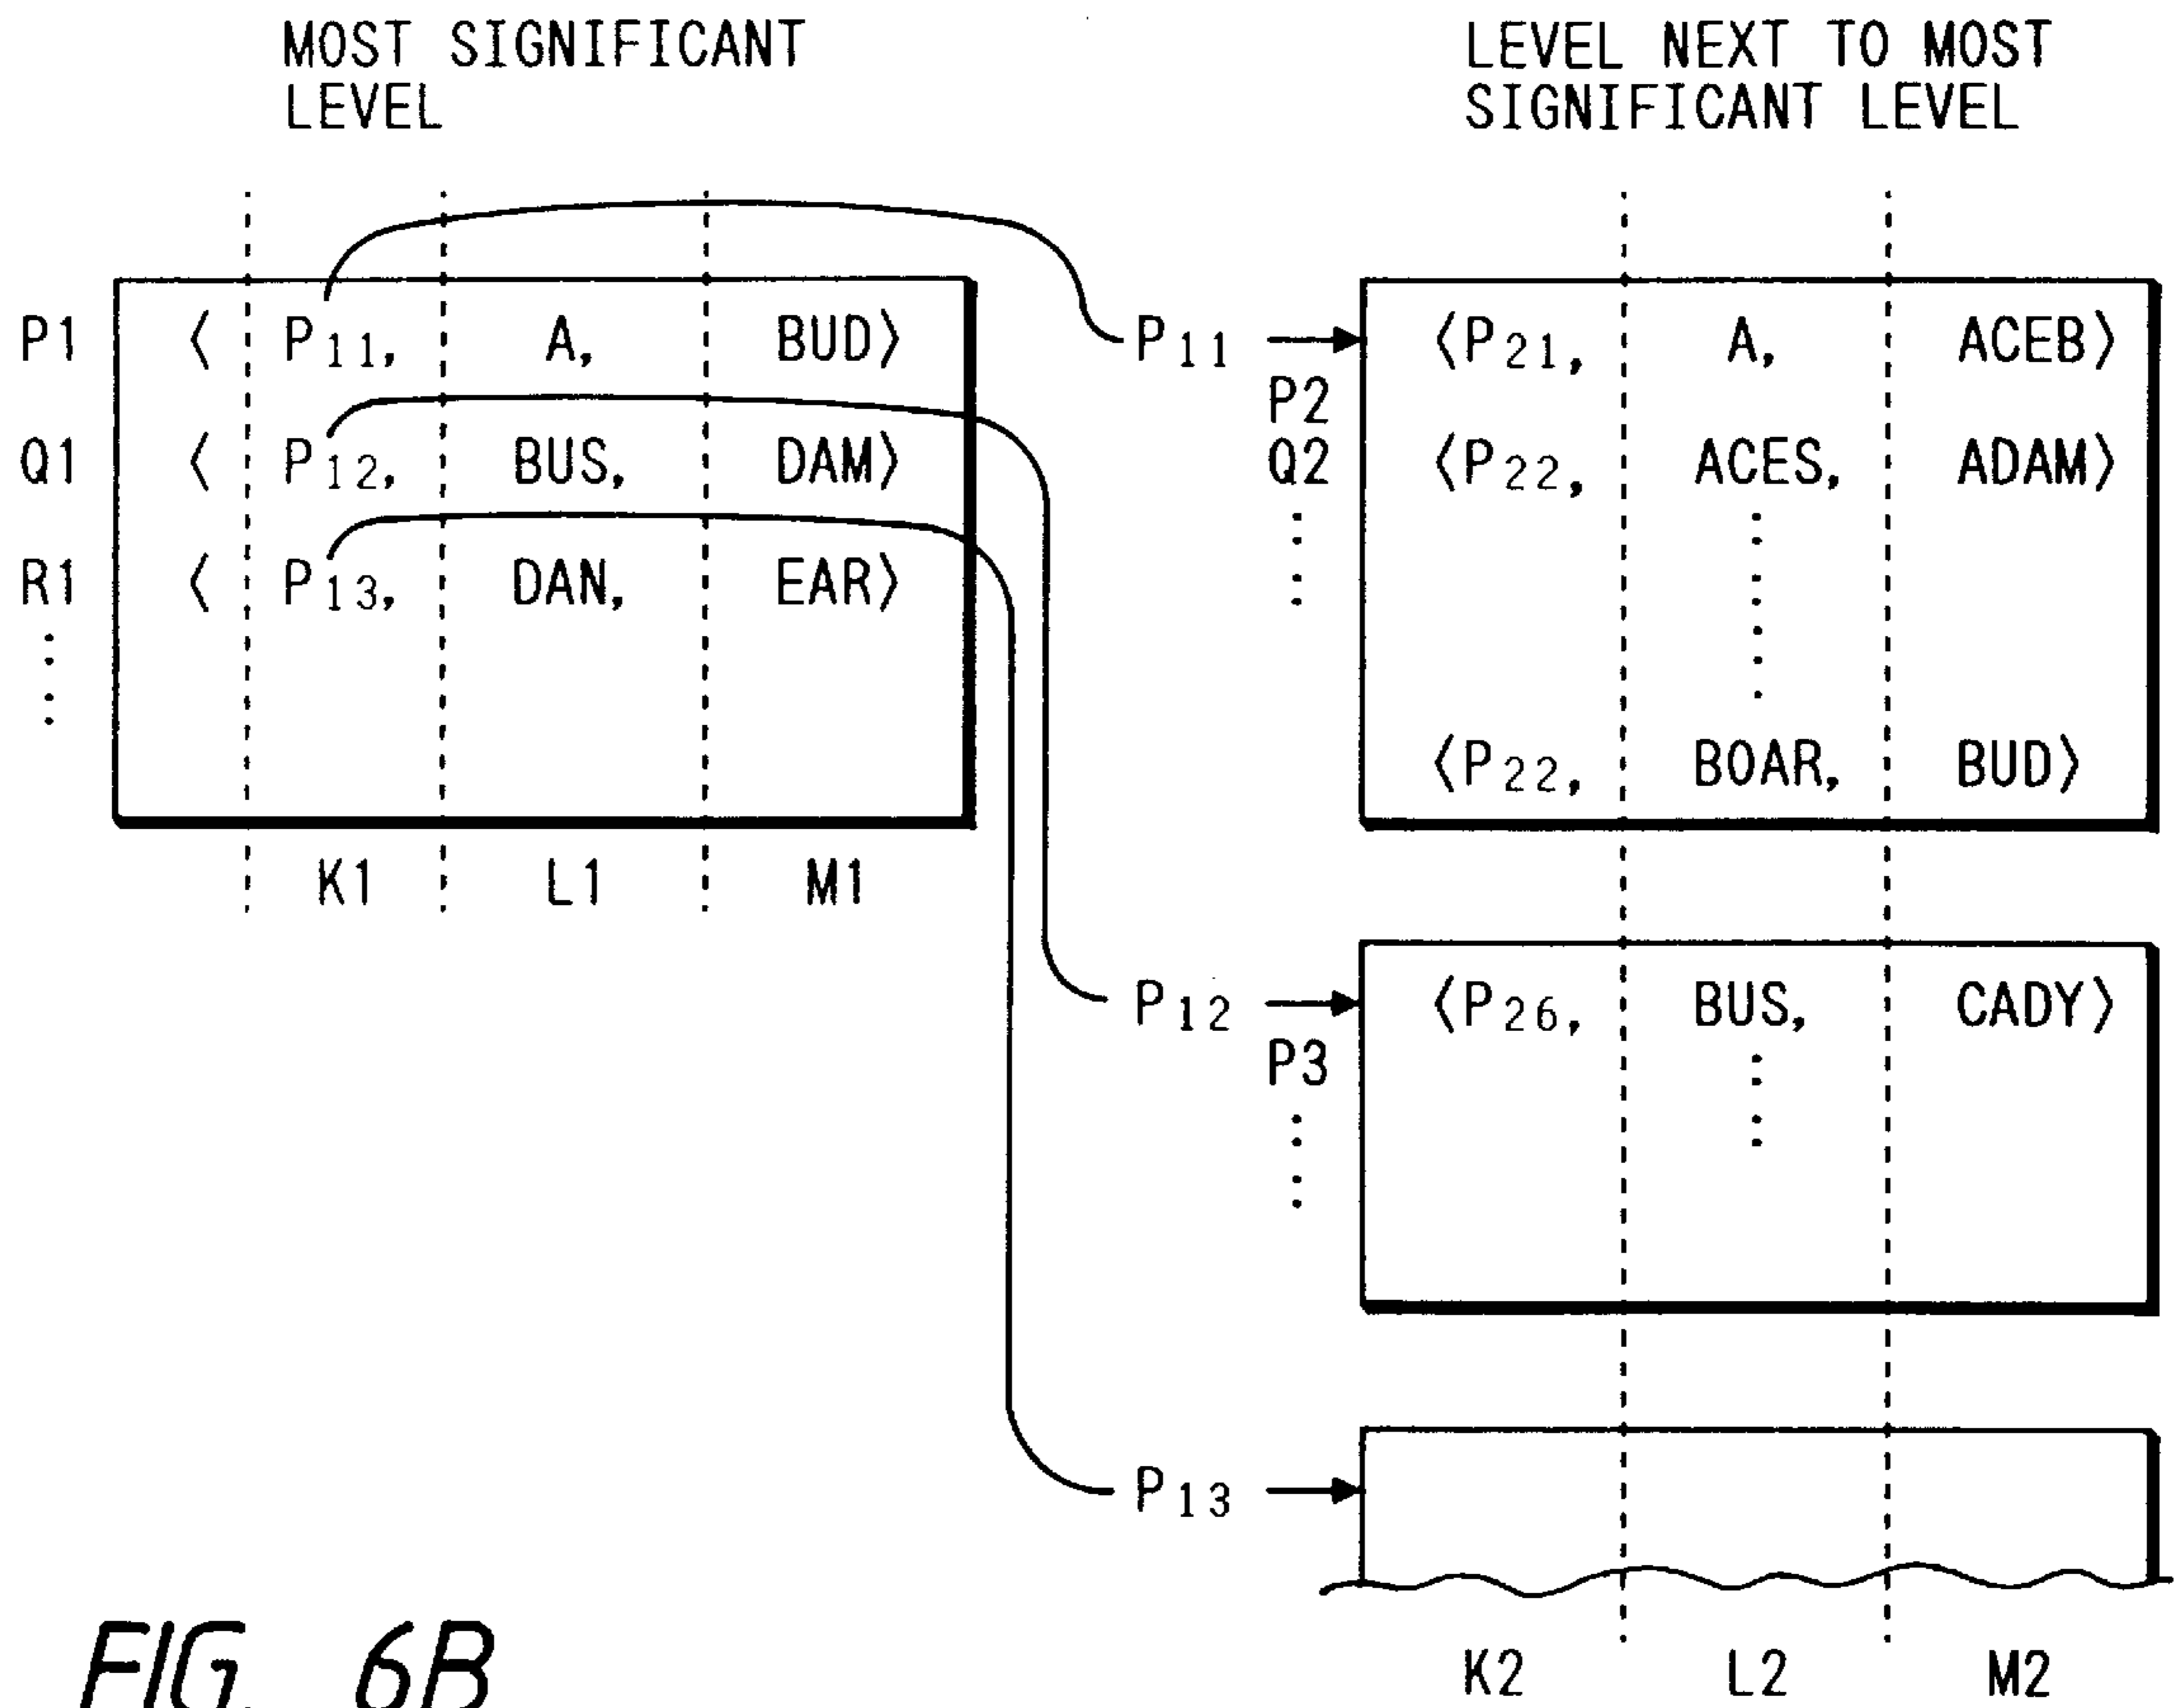 MOST SIGNIFICANT
LEVEL
LEVEL NEXT TO MOST
SIGNIFICANT LEVEL
P1 〈 P11, A, BUD〉
Q1 〈 P12, BUS, DAM〉
R1 〈 P13, DAN, EAR〉
K1 L1 M1
P11
P2
Q2
〈P21, A, ACEB〉
〈P22, ACES, ADAM〉
〈P22, BOAR, BUD〉
P12
P3
〈P26, BUS, CADY〉
P13
K2 L2 M2
FIG. 6B